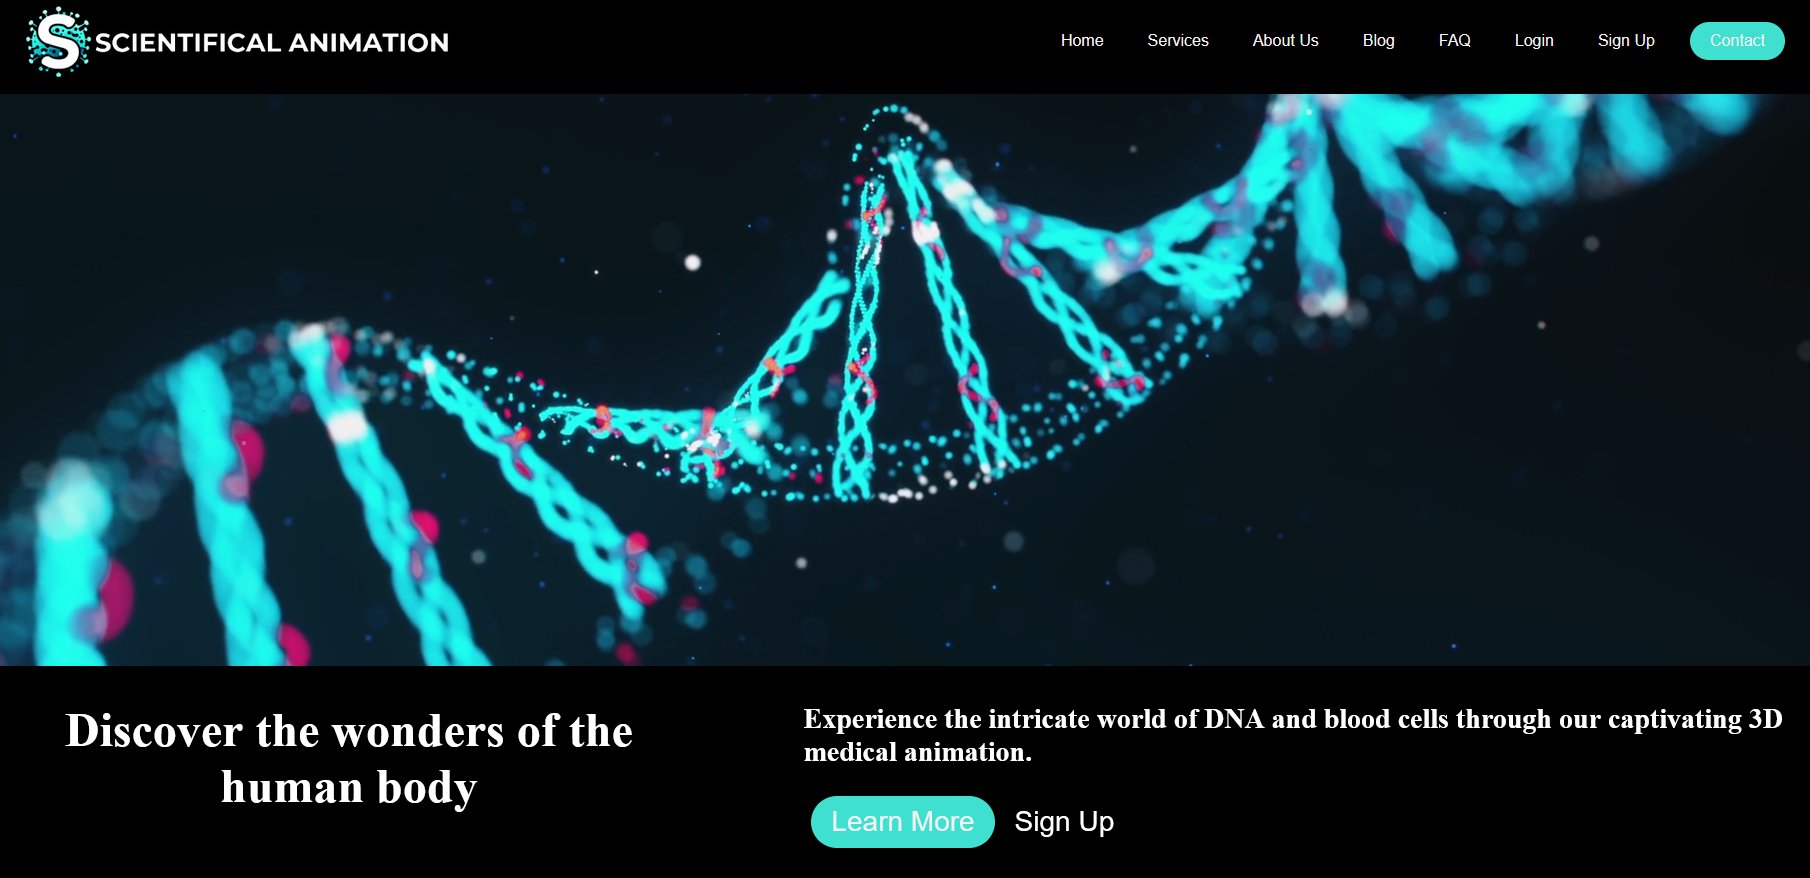 SCIENTIFICAL ANIMATION
Home Services About Us Blog FAQ Login Sign Up Contact
Discover the wonders of the
human body
Experience the intricate world of DNA and blood cells through our captivating 3D
medical animation.
Learn More Sign Up